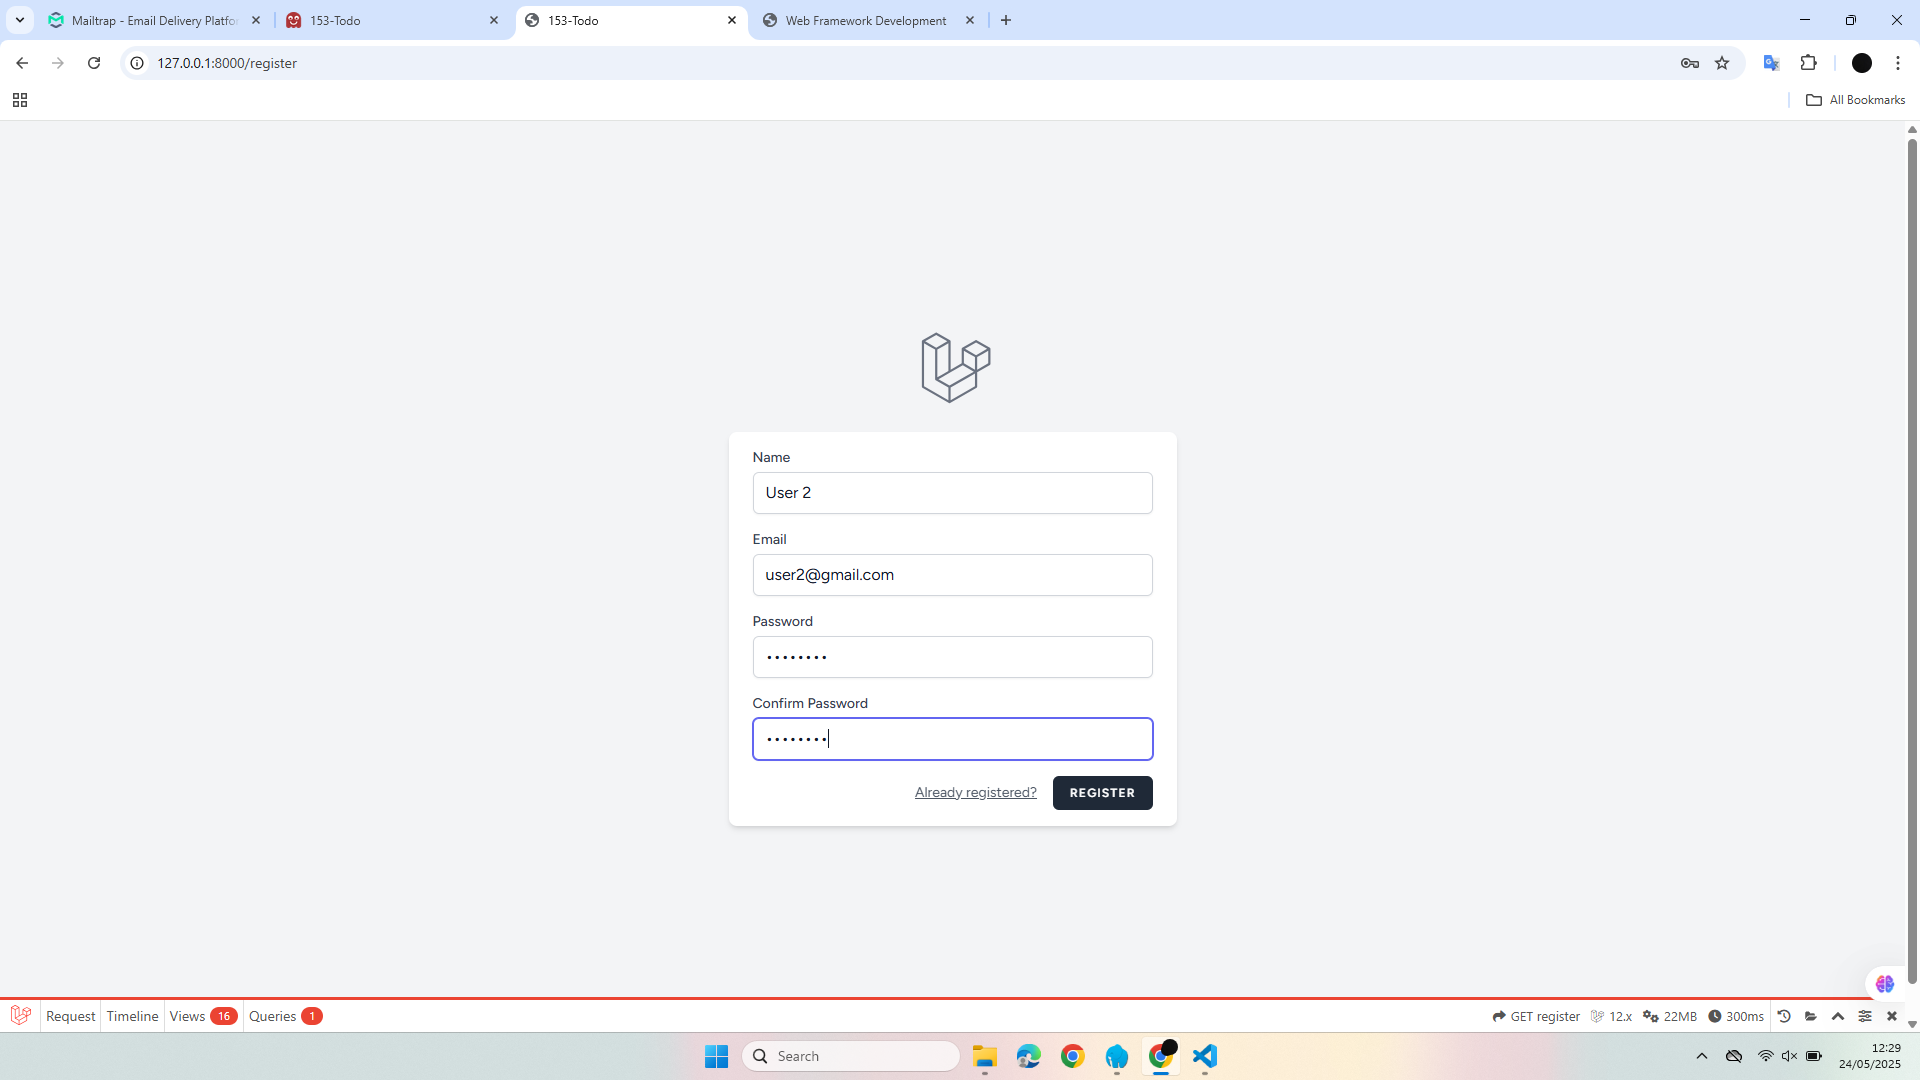 Mailtrap - Email Delivery Platfo
153-Todo
153-Todo
Web Framework Development
127.0.0.1:8000/register
All Bookmarks
Name
User 2
Email
user2@gmail.com
Password
••••••••
Confirm Password
••••••••
Already registered?
REGISTER
Request
Timeline
Views 16
Queries 1
GET register
12.x
22MB
300ms
Search
12:29
24/05/2025